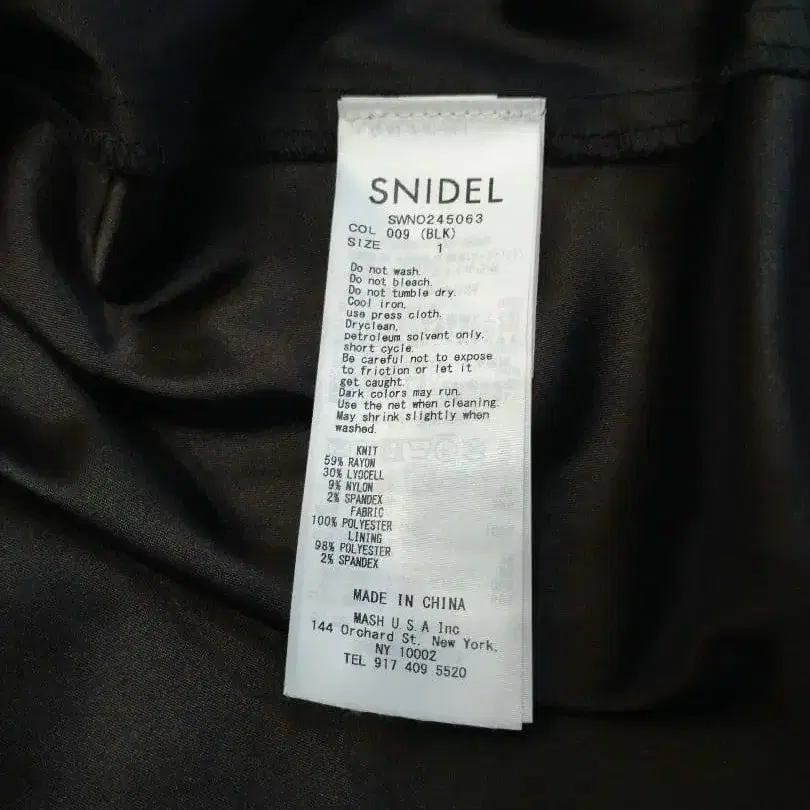 SNIDEL
SWNO245063
COL 009 (BLK)
SIZE 1
Do not wash.
Do not bleach.
Do not tumble dry.
Cool iron,
use press cloth.
Dryclean,
petroleum solvent only.
short cycle.
Be careful not to expose
to friction or let it
get caught.
Dark colors may run.
Use the net when cleaning.
May shrink slightly when
washed.
KNIT
59% RAYON
30% LYOCELL
9% NYLON
2% SPANDEX
FABRIC
100% POLYESTER
LINING
98% POLYESTER
2% SPANDEX
MADE IN CHINA
MASH U.S.A Inc
144 Orchard St. New York.
NY 10002
TEL 917 409 5520